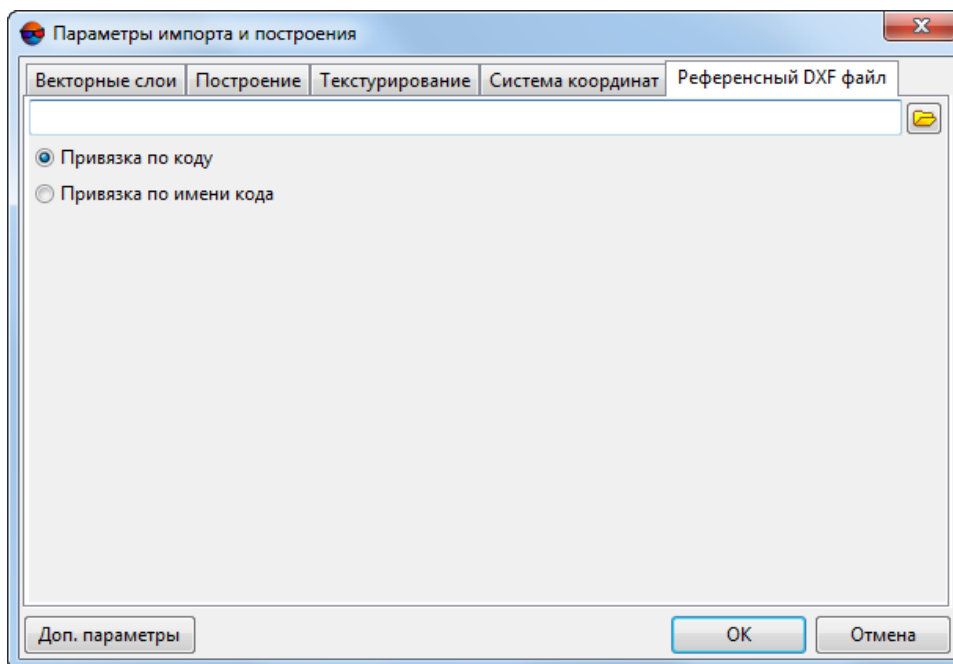 Параметры импорта и построения
Векторные слои Построение Текстурирование Система координат Референсный DXF файл
Привязка по коду
Привязка по имени кода
Доп. параметры OK Отмена